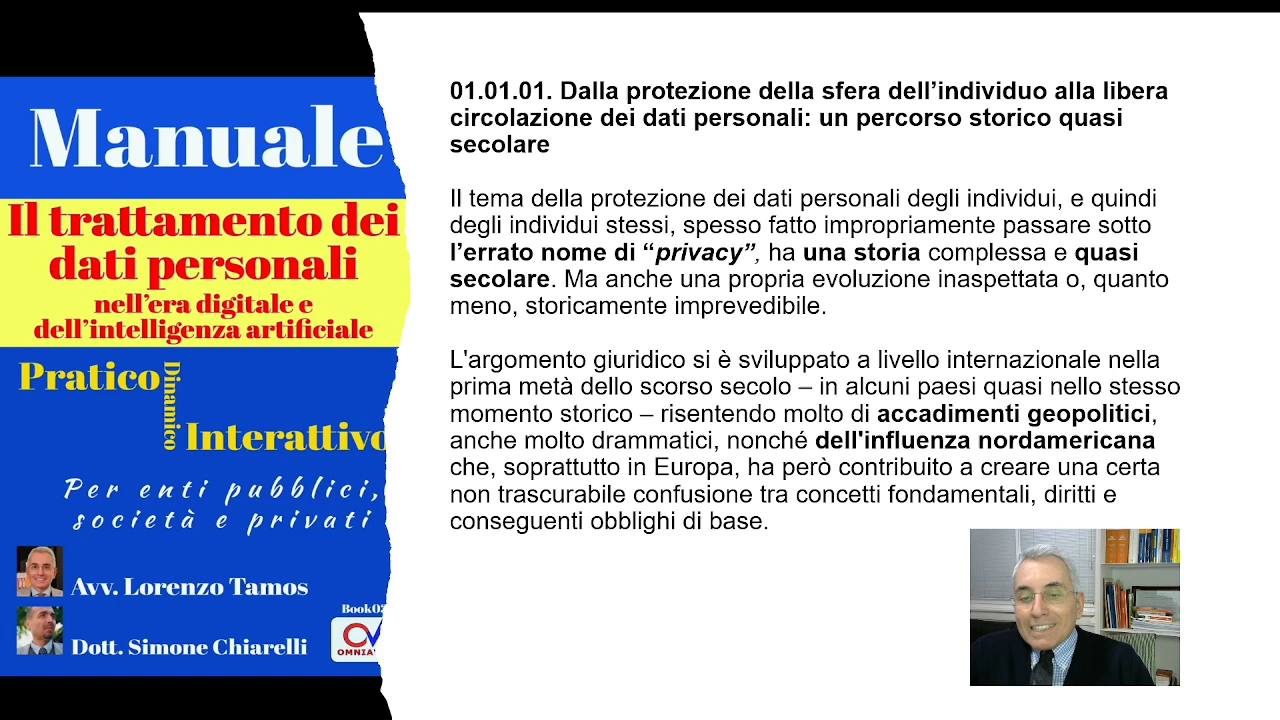 Manuale
Il trattamento dei
dati personali
nell'era digitale e
dell'intelligenza artificiale
Pratico
Dinamico
Interattivo
Per enti pubblici,
società e privati
Avv. Lorenzo Tamos
Dott. Simone Chiarelli
OMNIA
01.01.01. Dalla protezione della sfera dell’individuo alla libera
circolazione dei dati personali: un percorso storico quasi
secolare
Il tema della protezione dei dati personali degli individui, e quindi
degli individui stessi, spesso fatto impropriamente passare sotto
l’errato nome di “privacy”, ha una storia complessa e quasi
secolare. Ma anche una propria evoluzione inaspettata o, quanto
meno, storicamente imprevedibile.
L'argomento giuridico si è sviluppato a livello internazionale nella
prima metà dello scorso secolo – in alcuni paesi quasi nello stesso
momento storico – risentendo molto di accadimenti geopolitici,
anche molto drammatici, nonché dell'influenza nordamericana
che, soprattutto in Europa, ha però contribuito a creare una certa
non trascurabile confusione tra concetti fondamentali, diritti e
conseguenti obblighi di base.